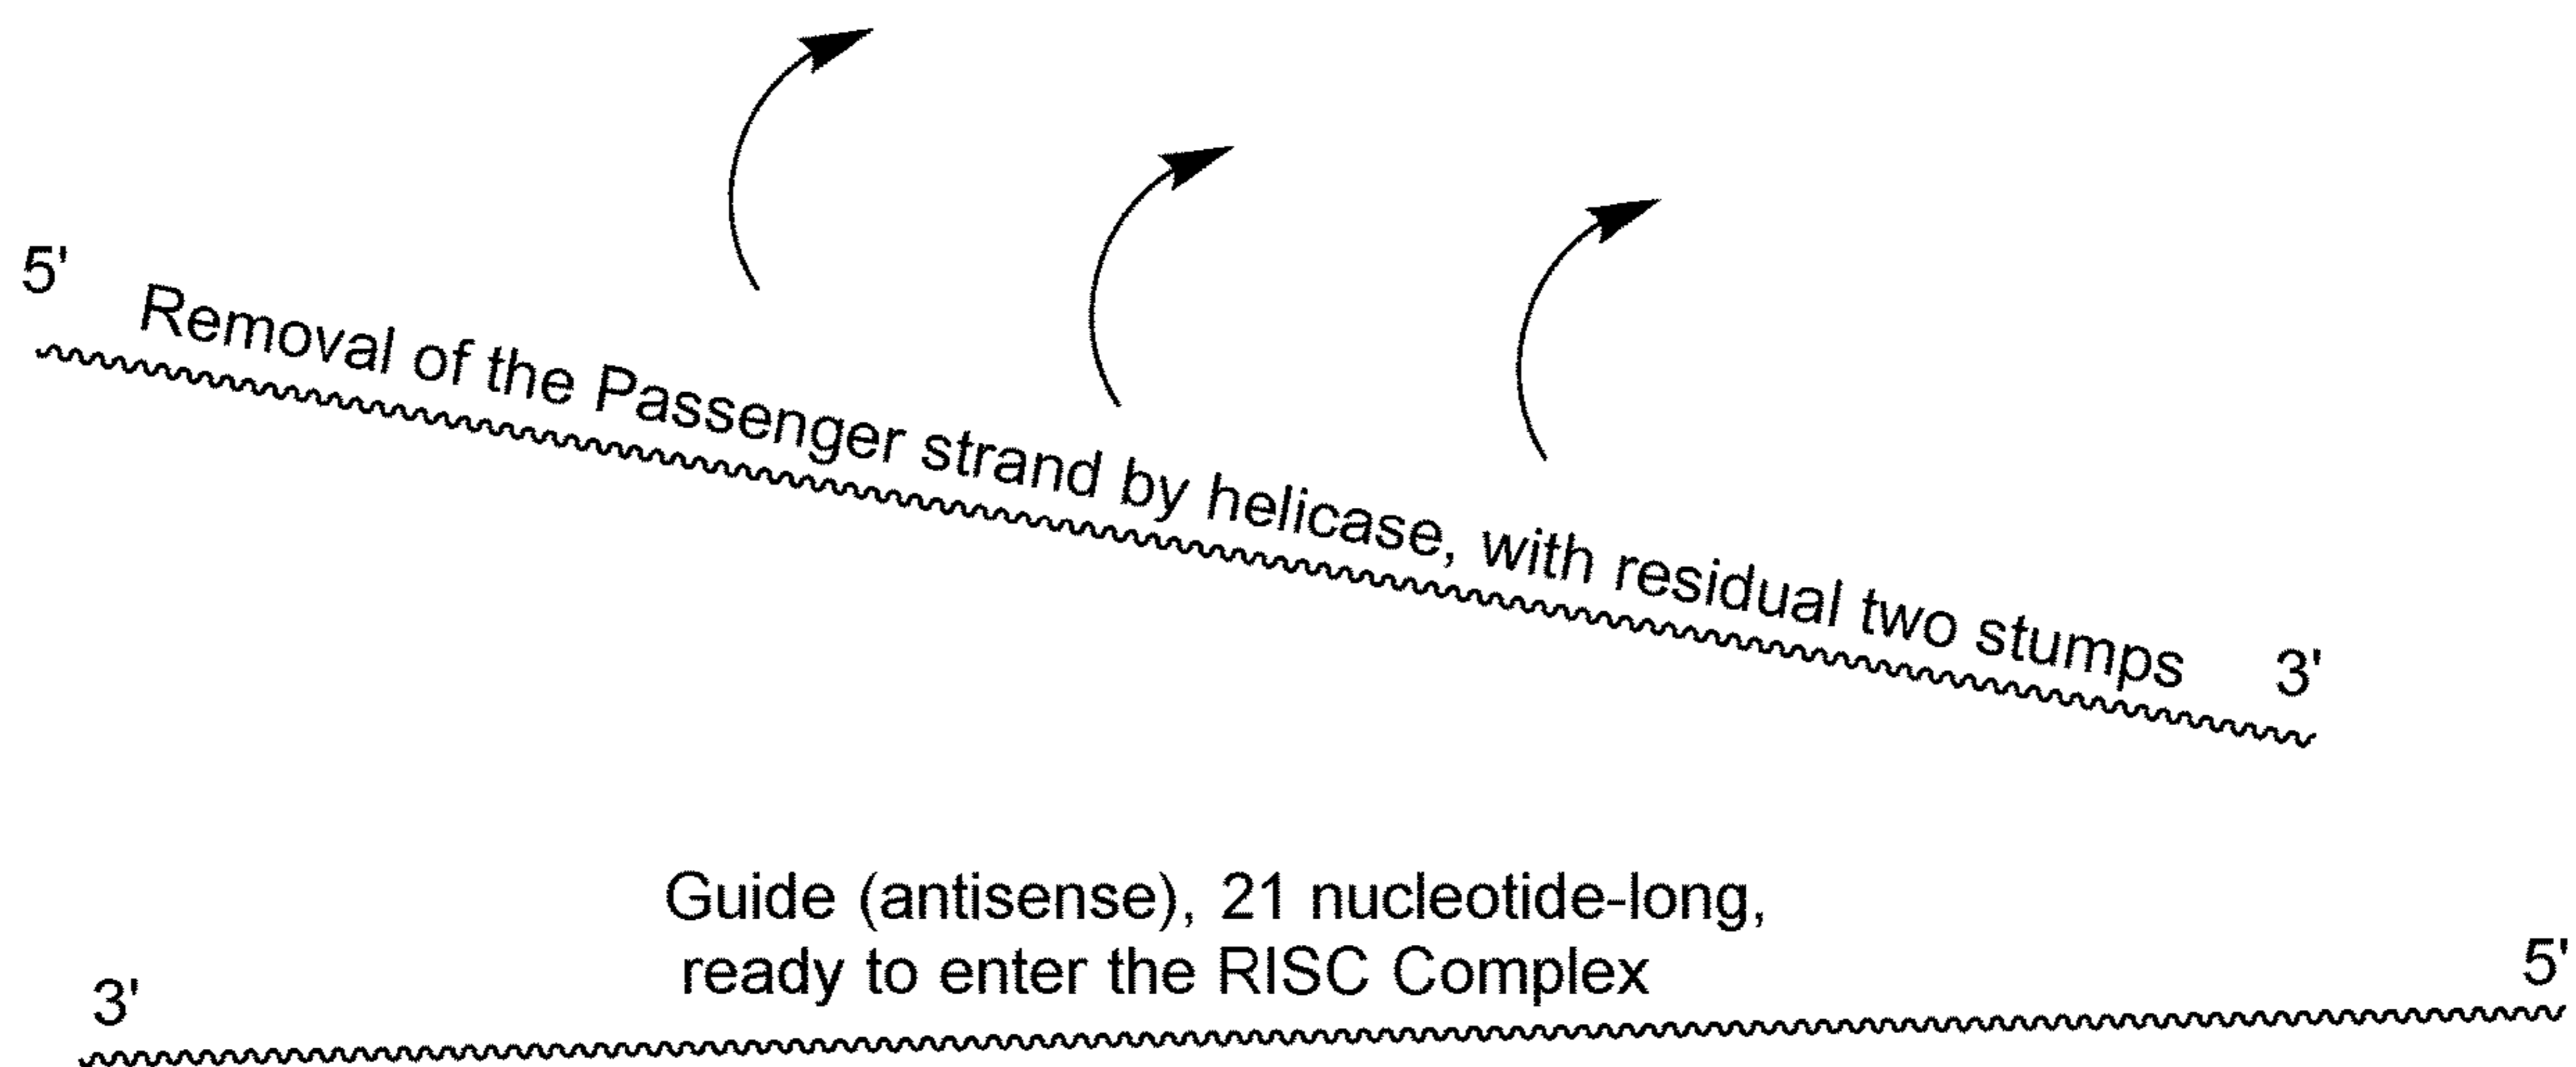 5' Removal of the Passenger strand by helicase, with residual two stumps 3'
Guide (antisense), 21 nucleotide-long,
ready to enter the RISC Complex
3' 5'